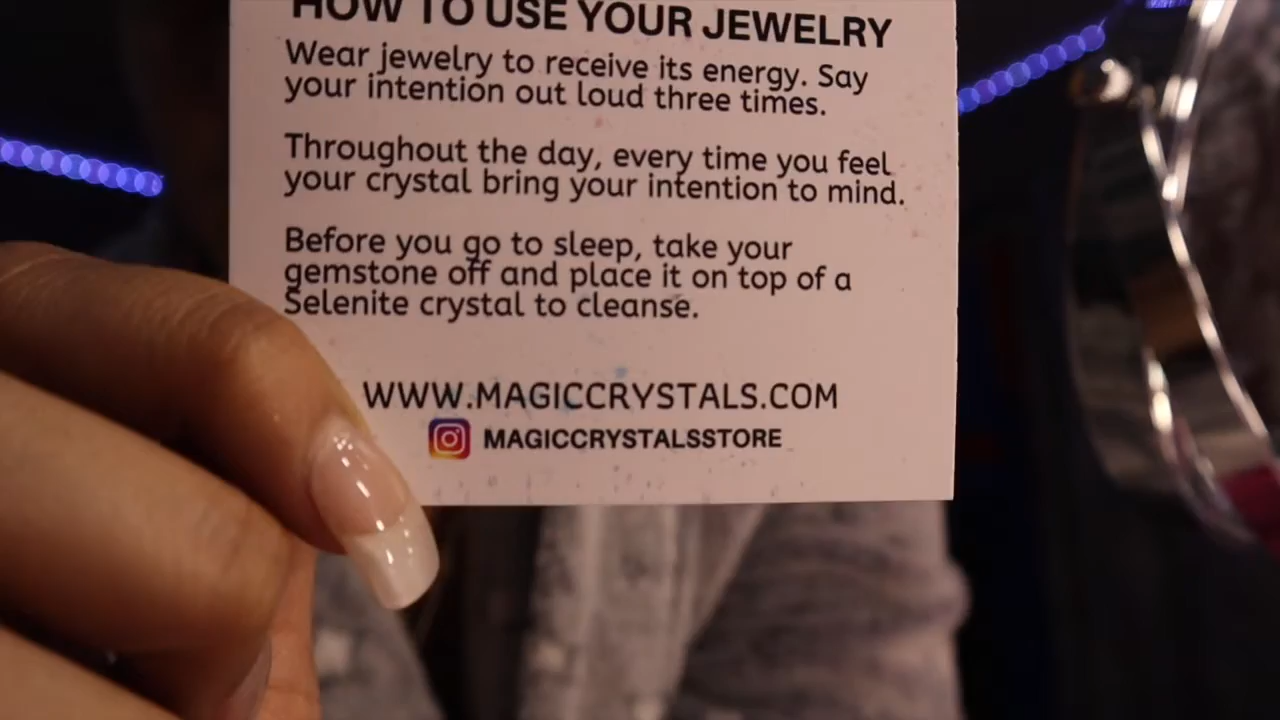 HOW TO USE YOUR JEWELRY
Wear jewelry to receive its energy. Say
your intention out loud three times.
Throughout the day, every time you feel
your crystal bring your intention to mind.
Before you go to sleep, take your
gemstone off and place it on top of a
Selenite crystal to cleanse.
WWW.MAGICCRYSTALS.COM
MAGICCRYSTALSSTORE